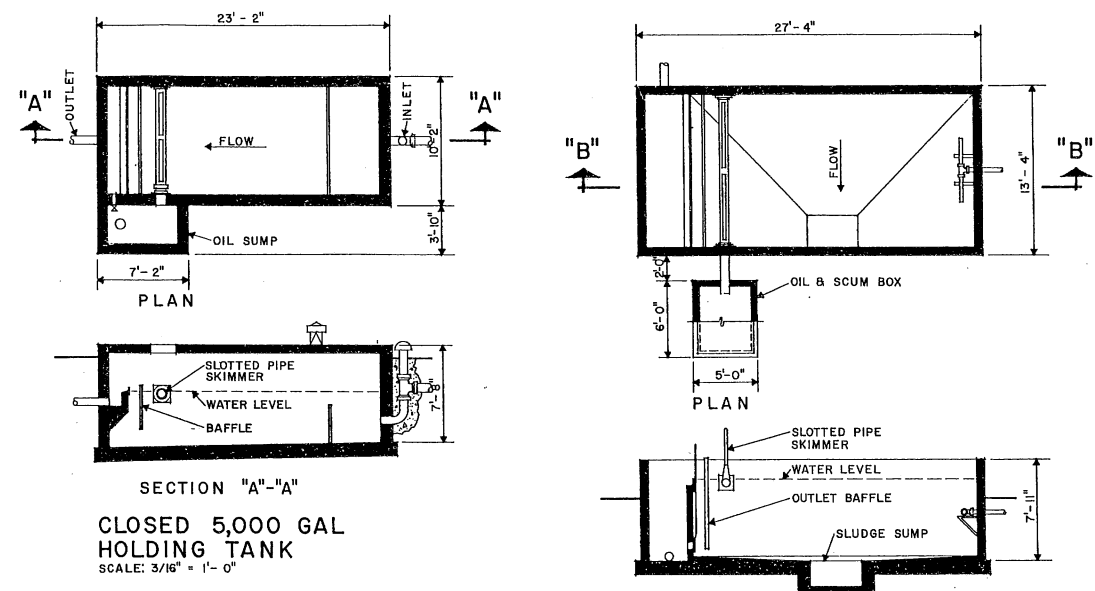 23'- 2"
"A"
OUTLET
FLOW
INLET
"A"
10'-2"
3'-10"
OIL SUMP
7'- 2"
PLAN
SLOTTED PIPE
SKIMMER
WATER LEVEL
BAFFLE
7'-8"
SECTION "A"-"A"
CLOSED 5,000 GAL
HOLDING TANK
SCALE: 3/16" = 1'- 0"
27'- 4"
"B"
FLOW
"B"
13'- 4"
2'-0"
OIL & SCUM BOX
6'-0"
5'-0"
PLAN
SLOTTED PIPE
SKIMMER
WATER LEVEL
OUTLET BAFFLE
SLUDGE SUMP
7'-11"